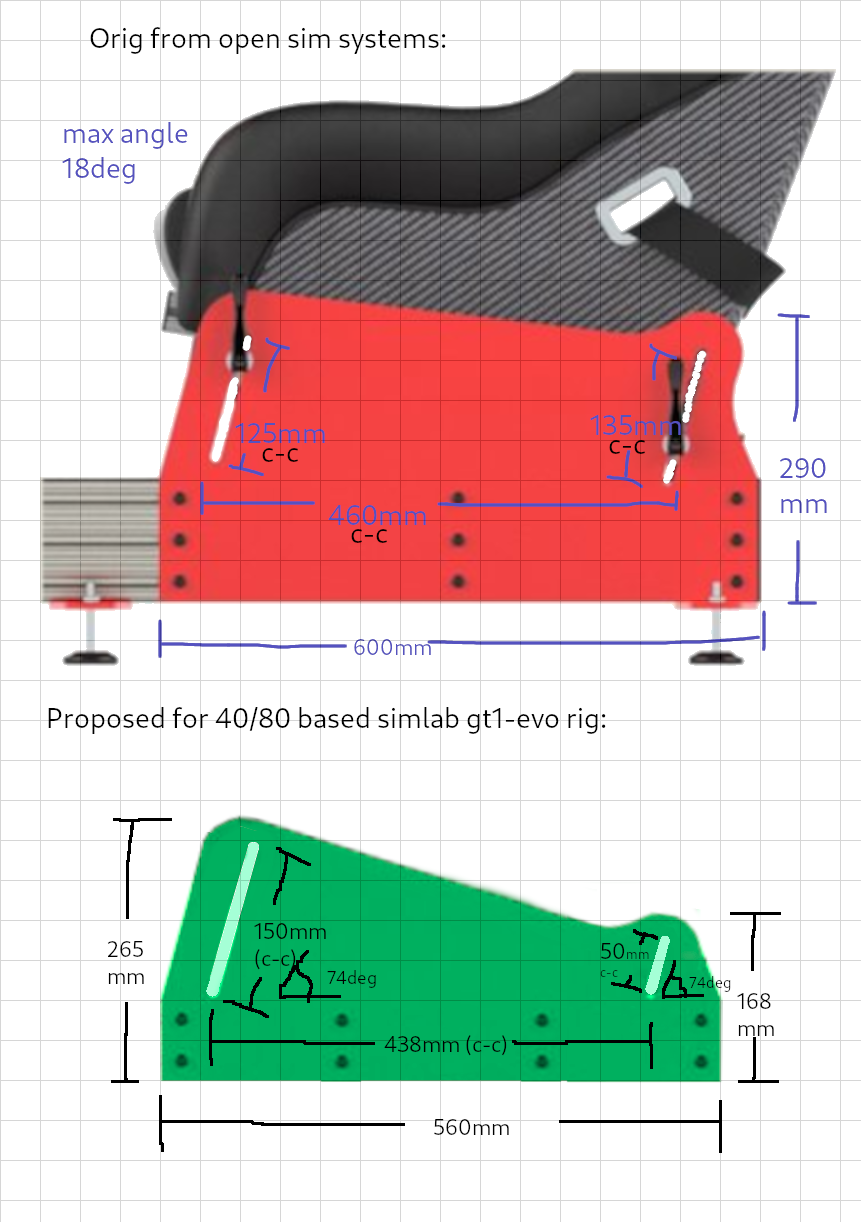 Orig from open sim systems:
max angle
18deg
125mm
c-c
135mm
c-c
460mm
c-c
290
mm
600mm
Proposed for 40/80 based simlab gt1-evo rig:
150mm
(c-c)
74deg
50mm
c-c
74deg
265
mm
168
mm
438mm (c-c)
560mm